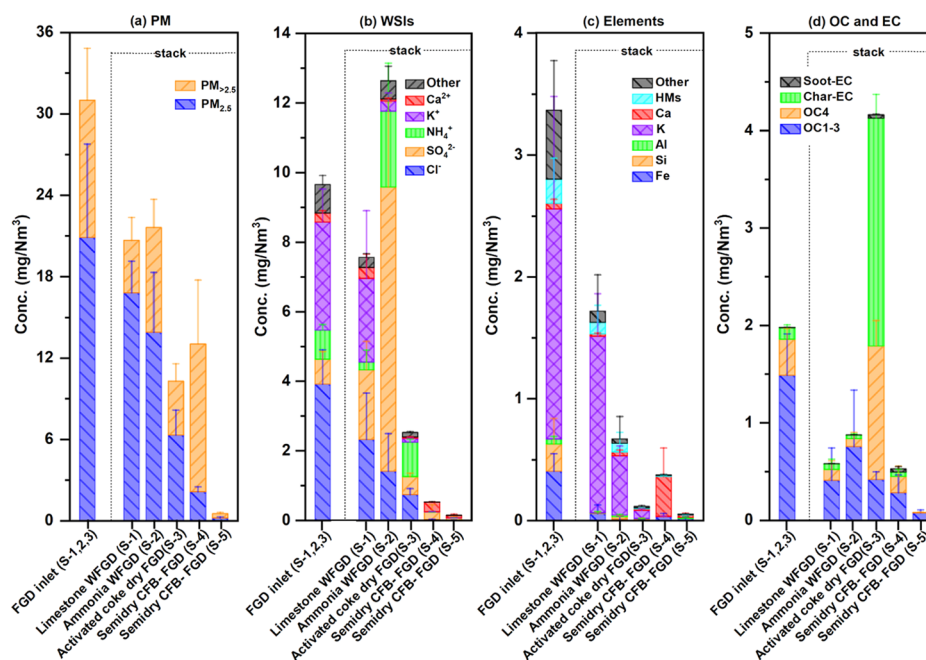 (a) PM
(b) WSIs
(c) Elements
(d) OC and EC
Conc. (mg/Nm³)
36
30
24
18
12
6
0
stack
PM>2.5
PM2.5
FGD inlet (S-1,2,3)
Limestone WFGD (S-1)
Ammonia WFGD (S-2)
Activated coke dry FGD(S-3)
Semidry CFB- FGD (S-4)
Semidry CFB- FGD (S-5)
Conc. (mg/Nm³)
14
12
10
8
6
4
2
0
stack
Other
Ca²⁺
K⁺
NH₄⁺
SO₄²⁻
Cl⁻
FGD inlet (S-1,2,3)
Limestone WFGD (S-1)
Ammonia WFGD (S-2)
Activated coke dry FGD(S-3)
Semidry CFB- FGD (S-4)
Semidry CFB- FGD (S-5)
Conc. (mg/Nm³)
4
3
2
1
0
stack
Other
HMs
Ca
K
Al
Si
Fe
FGD inlet (S-1,2,3)
Limestone WFGD (S-1)
Ammonia WFGD (S-2)
Activated coke dry FGD(S-3)
Semidry CFB- FGD (S-4)
Semidry CFB- FGD (S-5)
Conc. (mg/Nm³)
5
4
3
2
1
0
stack
Soot-EC
Char-EC
OC4
OC1-3
FGD inlet (S-1,2,3)
Limestone WFGD (S-1)
Ammonia WFGD (S-2)
Activated coke dry FGD(S-3)
Semidry CFB- FGD (S-4)
Semidry CFB- FGD (S-5)